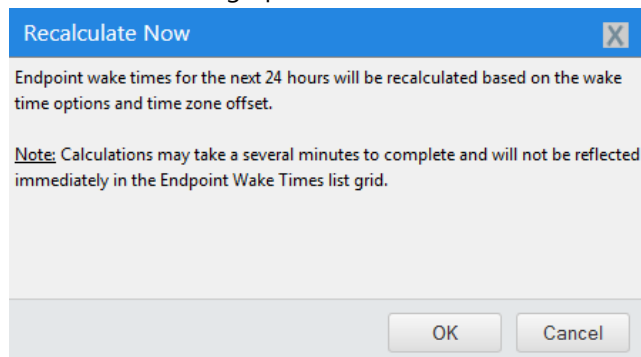 Recalculate Now
X
Endpoint wake times for the next 24 hours will be recalculated based on the wake
time options and time zone offset.
Note: Calculations may take a several minutes to complete and will not be reflected
immediately in the Endpoint Wake Times list grid.
OK
Cancel